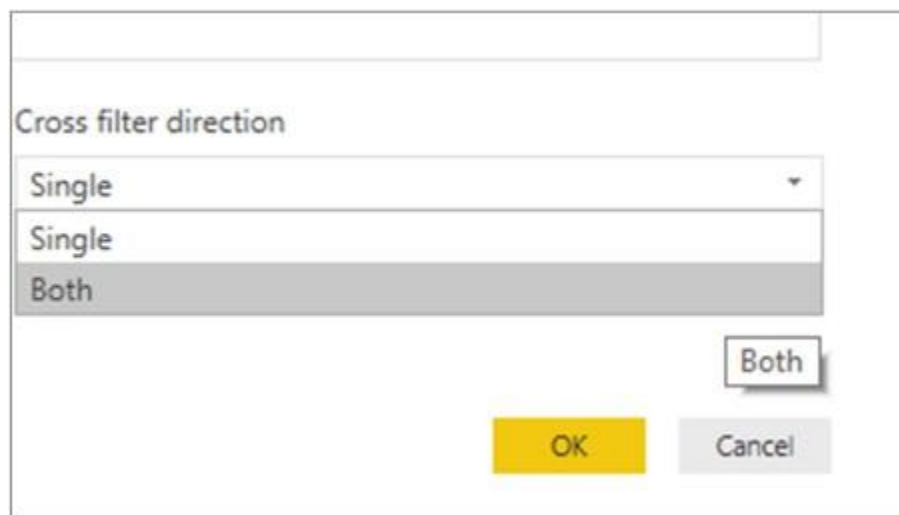 Cross filter direction
Single
Single
Both
Both
OK Cancel